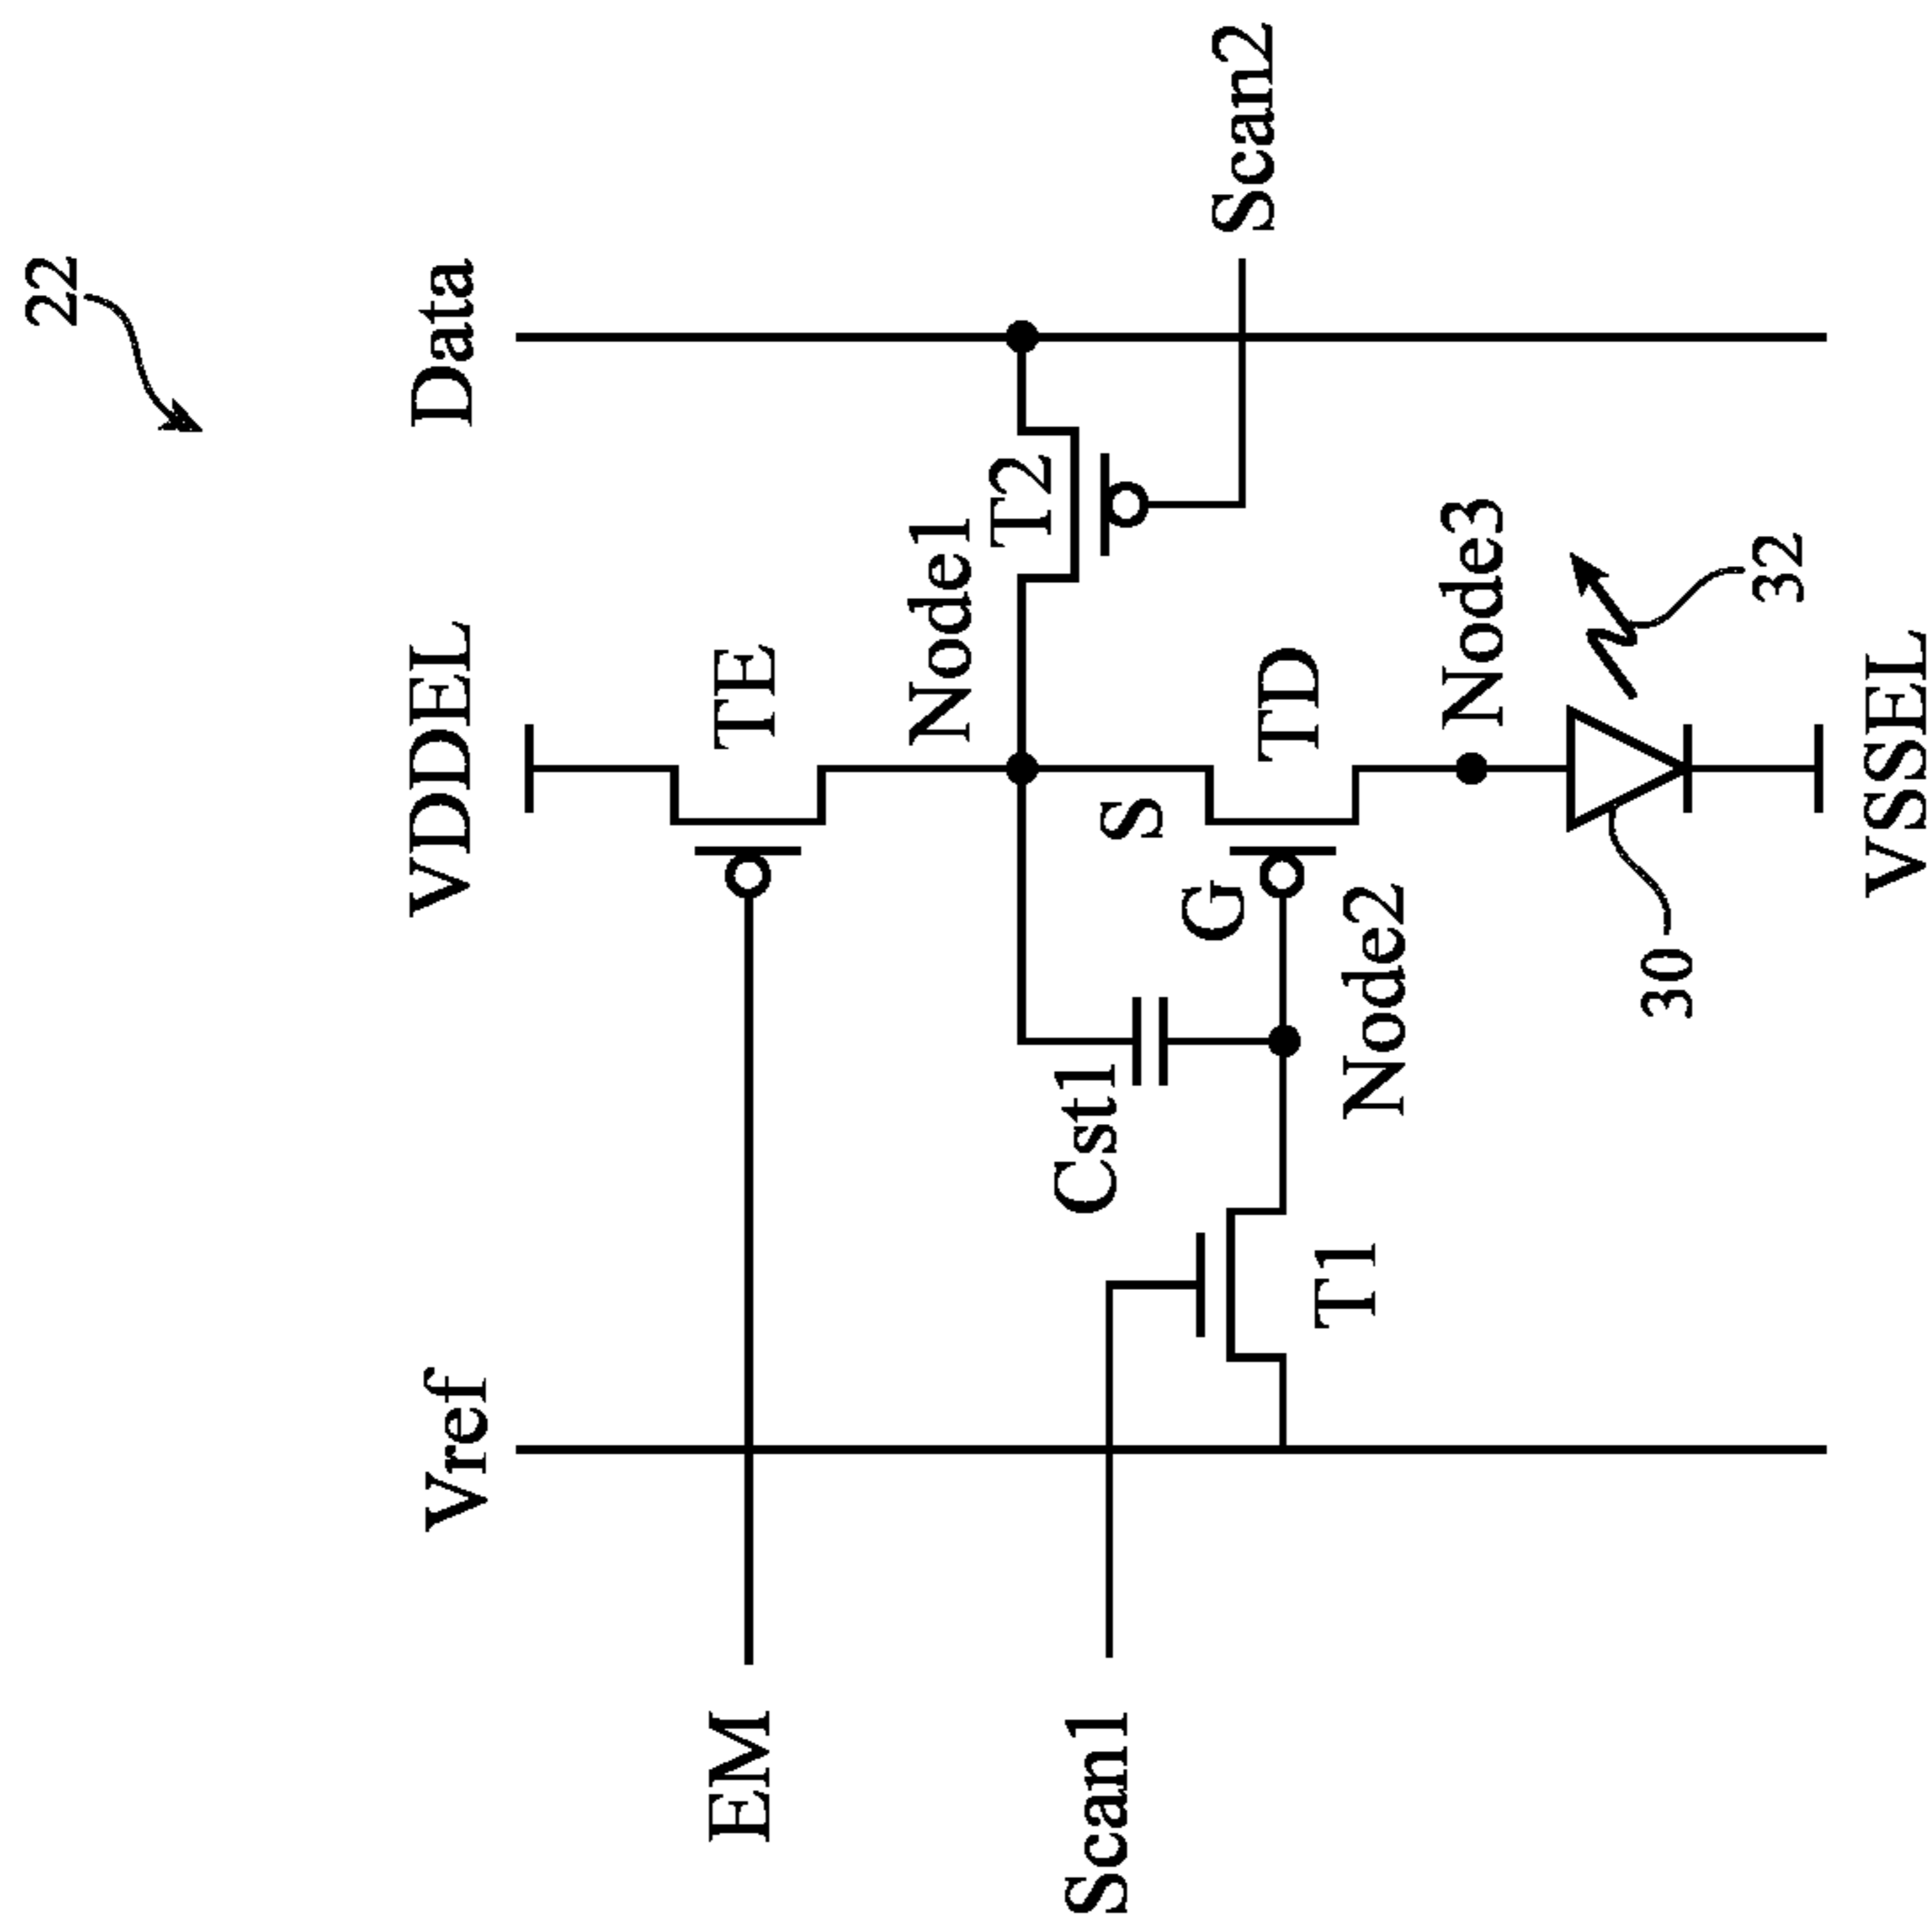 22
Vref
VDDEL
Data
EM
TE
Node1
T2
Scan1
Cst1
S
G
TD
Scan2
T1
Node2
Node3
30
32
VSSEL